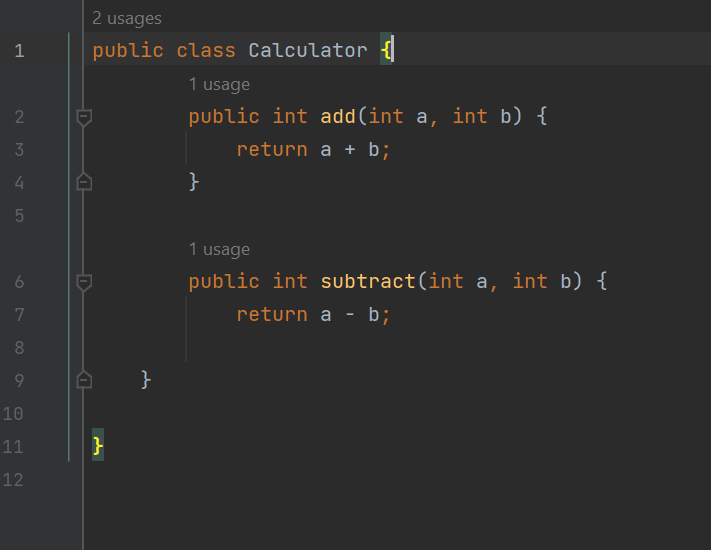 2 usages
1 public class Calculator {
1 usage
2         public int add(int a, int b) {
3             return a + b;
4         }
5
1 usage
6         public int subtract(int a, int b) {
7             return a - b;
8
9     }
10
11 }
12